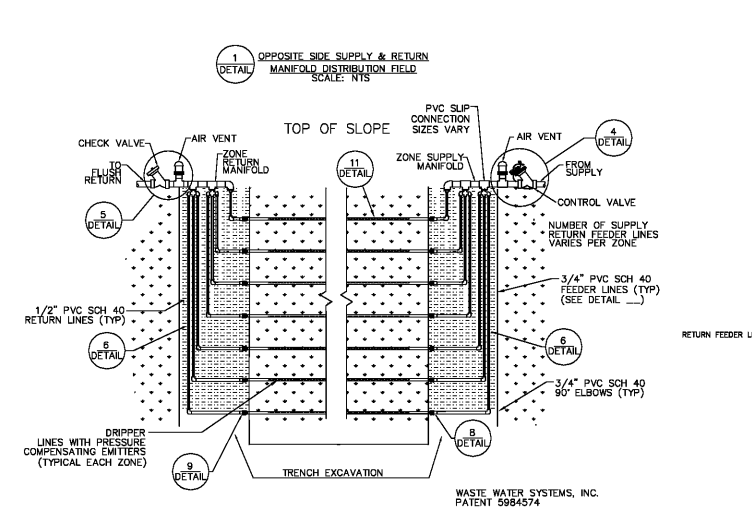 1
DETAIL
OPPOSITE SIDE SUPPLY & RETURN
MANIFOLD DISTRIBUTION FIELD
SCALE: NTS
TOP OF SLOPE
CHECK VALVE
AIR VENT
TO
FLUSH
RETURN
ZONE
RETURN
MANIFOLD
5
DETAIL
11
DETAIL
PVC SLIP
CONNECTION
SIZES VARY
ZONE SUPPLY
MANIFOLD
AIR VENT
4
DETAIL
FROM
SUPPLY
CONTROL VALVE
NUMBER OF SUPPLY
RETURN FEEDER LINES
VARIES PER ZONE
3/4" PVC SCH 40
FEEDER LINES (TYP)
(SEE DETAIL __)
1/2" PVC SCH 40
RETURN LINES (TYP)
6
DETAIL
6
DETAIL
RETURN FEEDER LI
3/4" PVC SCH 40
90° ELBOWS (TYP)
DRIPPER
LINES WITH PRESSURE
COMPENSATING EMITTERS
(TYPICAL EACH ZONE)
9
DETAIL
8
DETAIL
TRENCH EXCAVATION
WASTE WATER SYSTEMS, INC.
PATENT 5984574